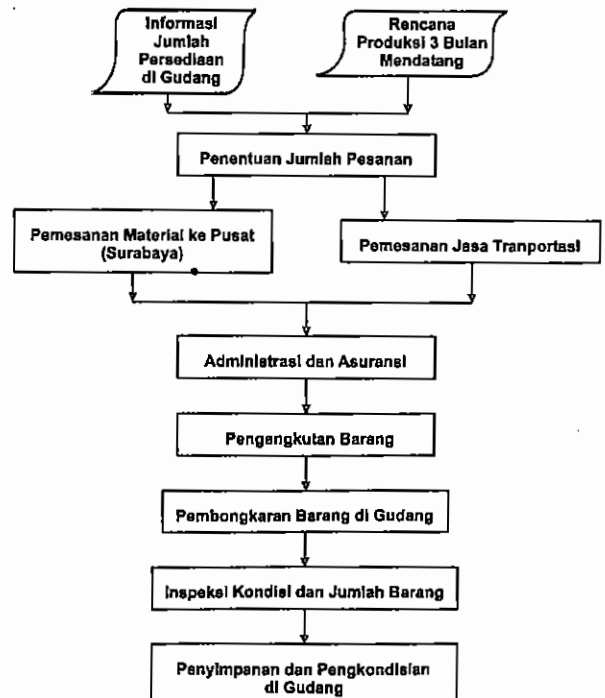 Informasi
Jumlah
Persediaan
di Gudang
Rencana
Produksi 3 Bulan
Mendatang
Penentuan Jumlah Pesanan
Pemesanan Material ke Pusat
(Surabaya)
Pemesanan Jasa Tranportasi
Administrasi dan Asuransi
Pengangkutan Barang
Pembongkaran Barang di Gudang
Inspeksi Kondisi dan Jumlah Barang
Penyimpanan dan Pengkondisian
di Gudang